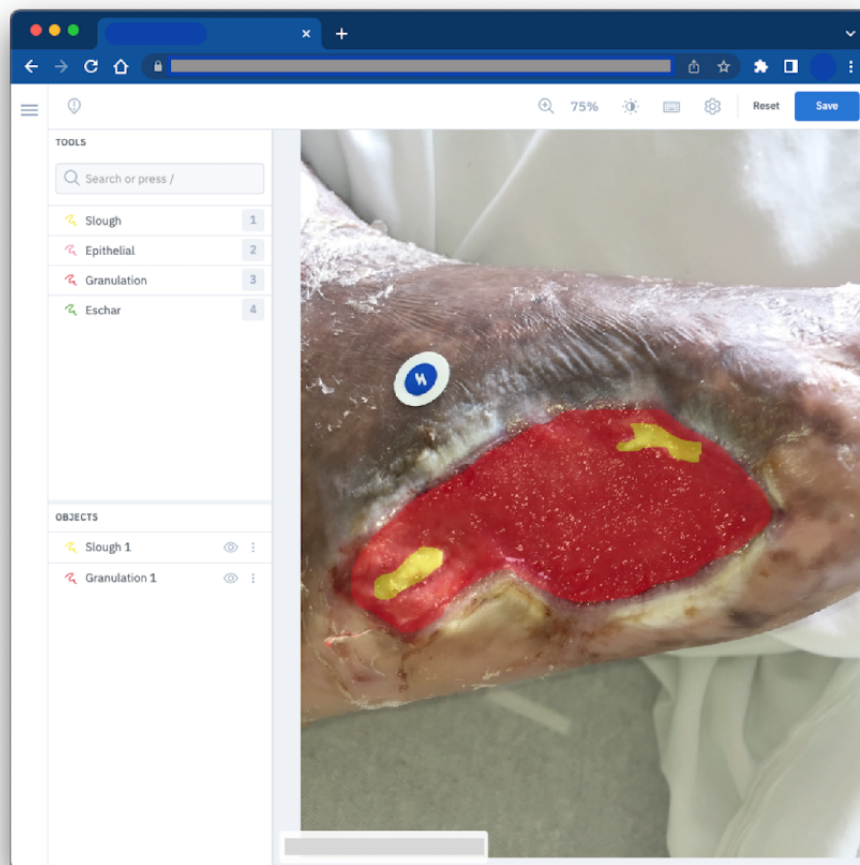 75%
Reset
Save
TOOLS
Search or press /
Slough 1
Epithelial 2
Granulation 3
Eschar 4
OBJECTS
Slough 1
Granulation 1